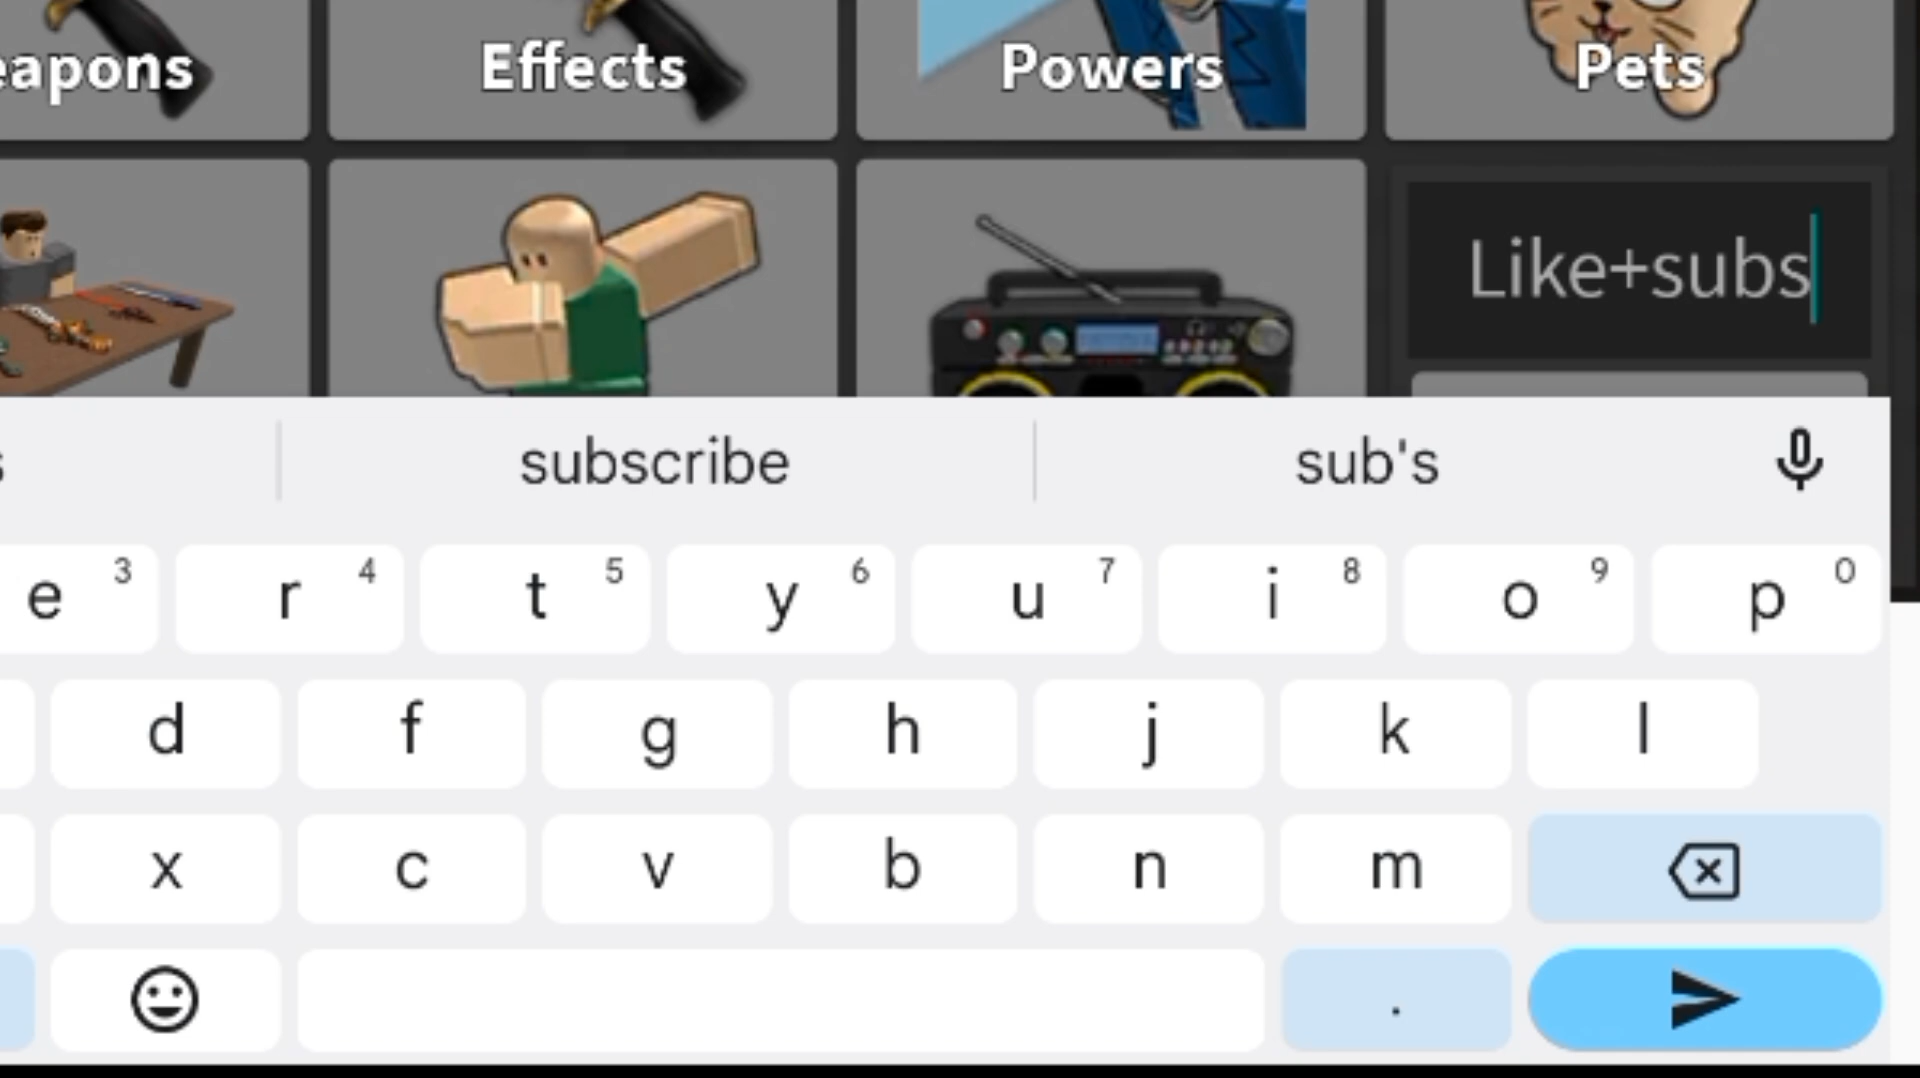 eapons Effects Powers Pets
Like+subs
s subscribe sub's
e 3 r 4 t 5 y 6 u 7 i 8 o 9 p 0
d f g h j k l
x c v b n m
.